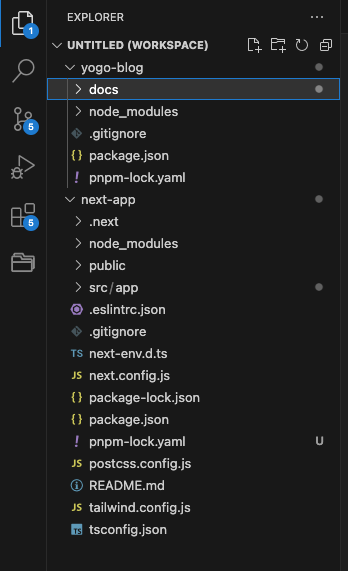 EXPLORER
1
UNTITLED (WORKSPACE)
yogo-blog
docs
node_modules
.gitignore
{} package.json
! pnpm-lock.yaml
5
next-app
.next
node_modules
public
5
src/app
.eslintrc.json
.gitignore
TS next-env.d.ts
JS next.config.js
{} package-lock.json
{} package.json
! pnpm-lock.yaml U
JS postcss.config.js
README.md
JS tailwind.config.js
TS tsconfig.json